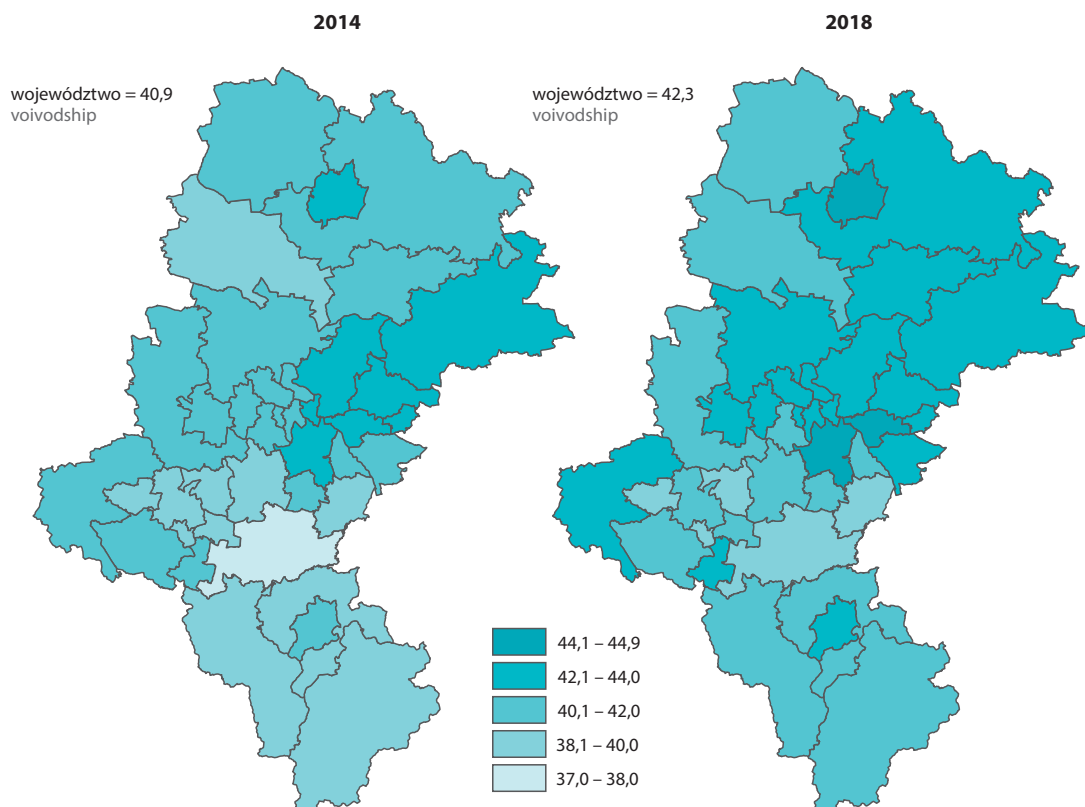 2014
2018
województwo = 40,9
voivodship
województwo = 42,3
voivodship
44,1 – 44,9
42,1 – 44,0
40,1 – 42,0
38,1 – 40,0
37,0 – 38,0